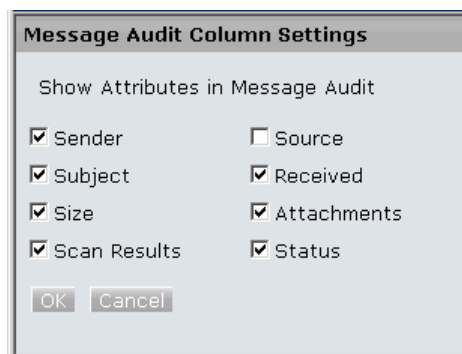 Message Audit Column Settings
Show Attributes in Message Audit
Sender Source
Subject Received
Size Attachments
Scan Results Status
OK Cancel